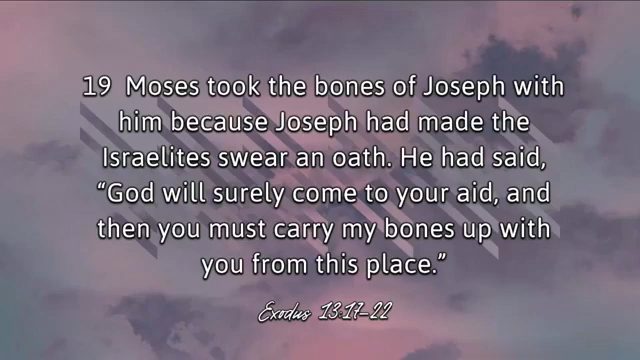 19  Moses took the bones of Joseph with
him because Joseph had made the
Israelites swear an oath. He had said,
“God will surely come to your aid, and
then you must carry my bones up with
you from this place.”
Exodus 13:17-22